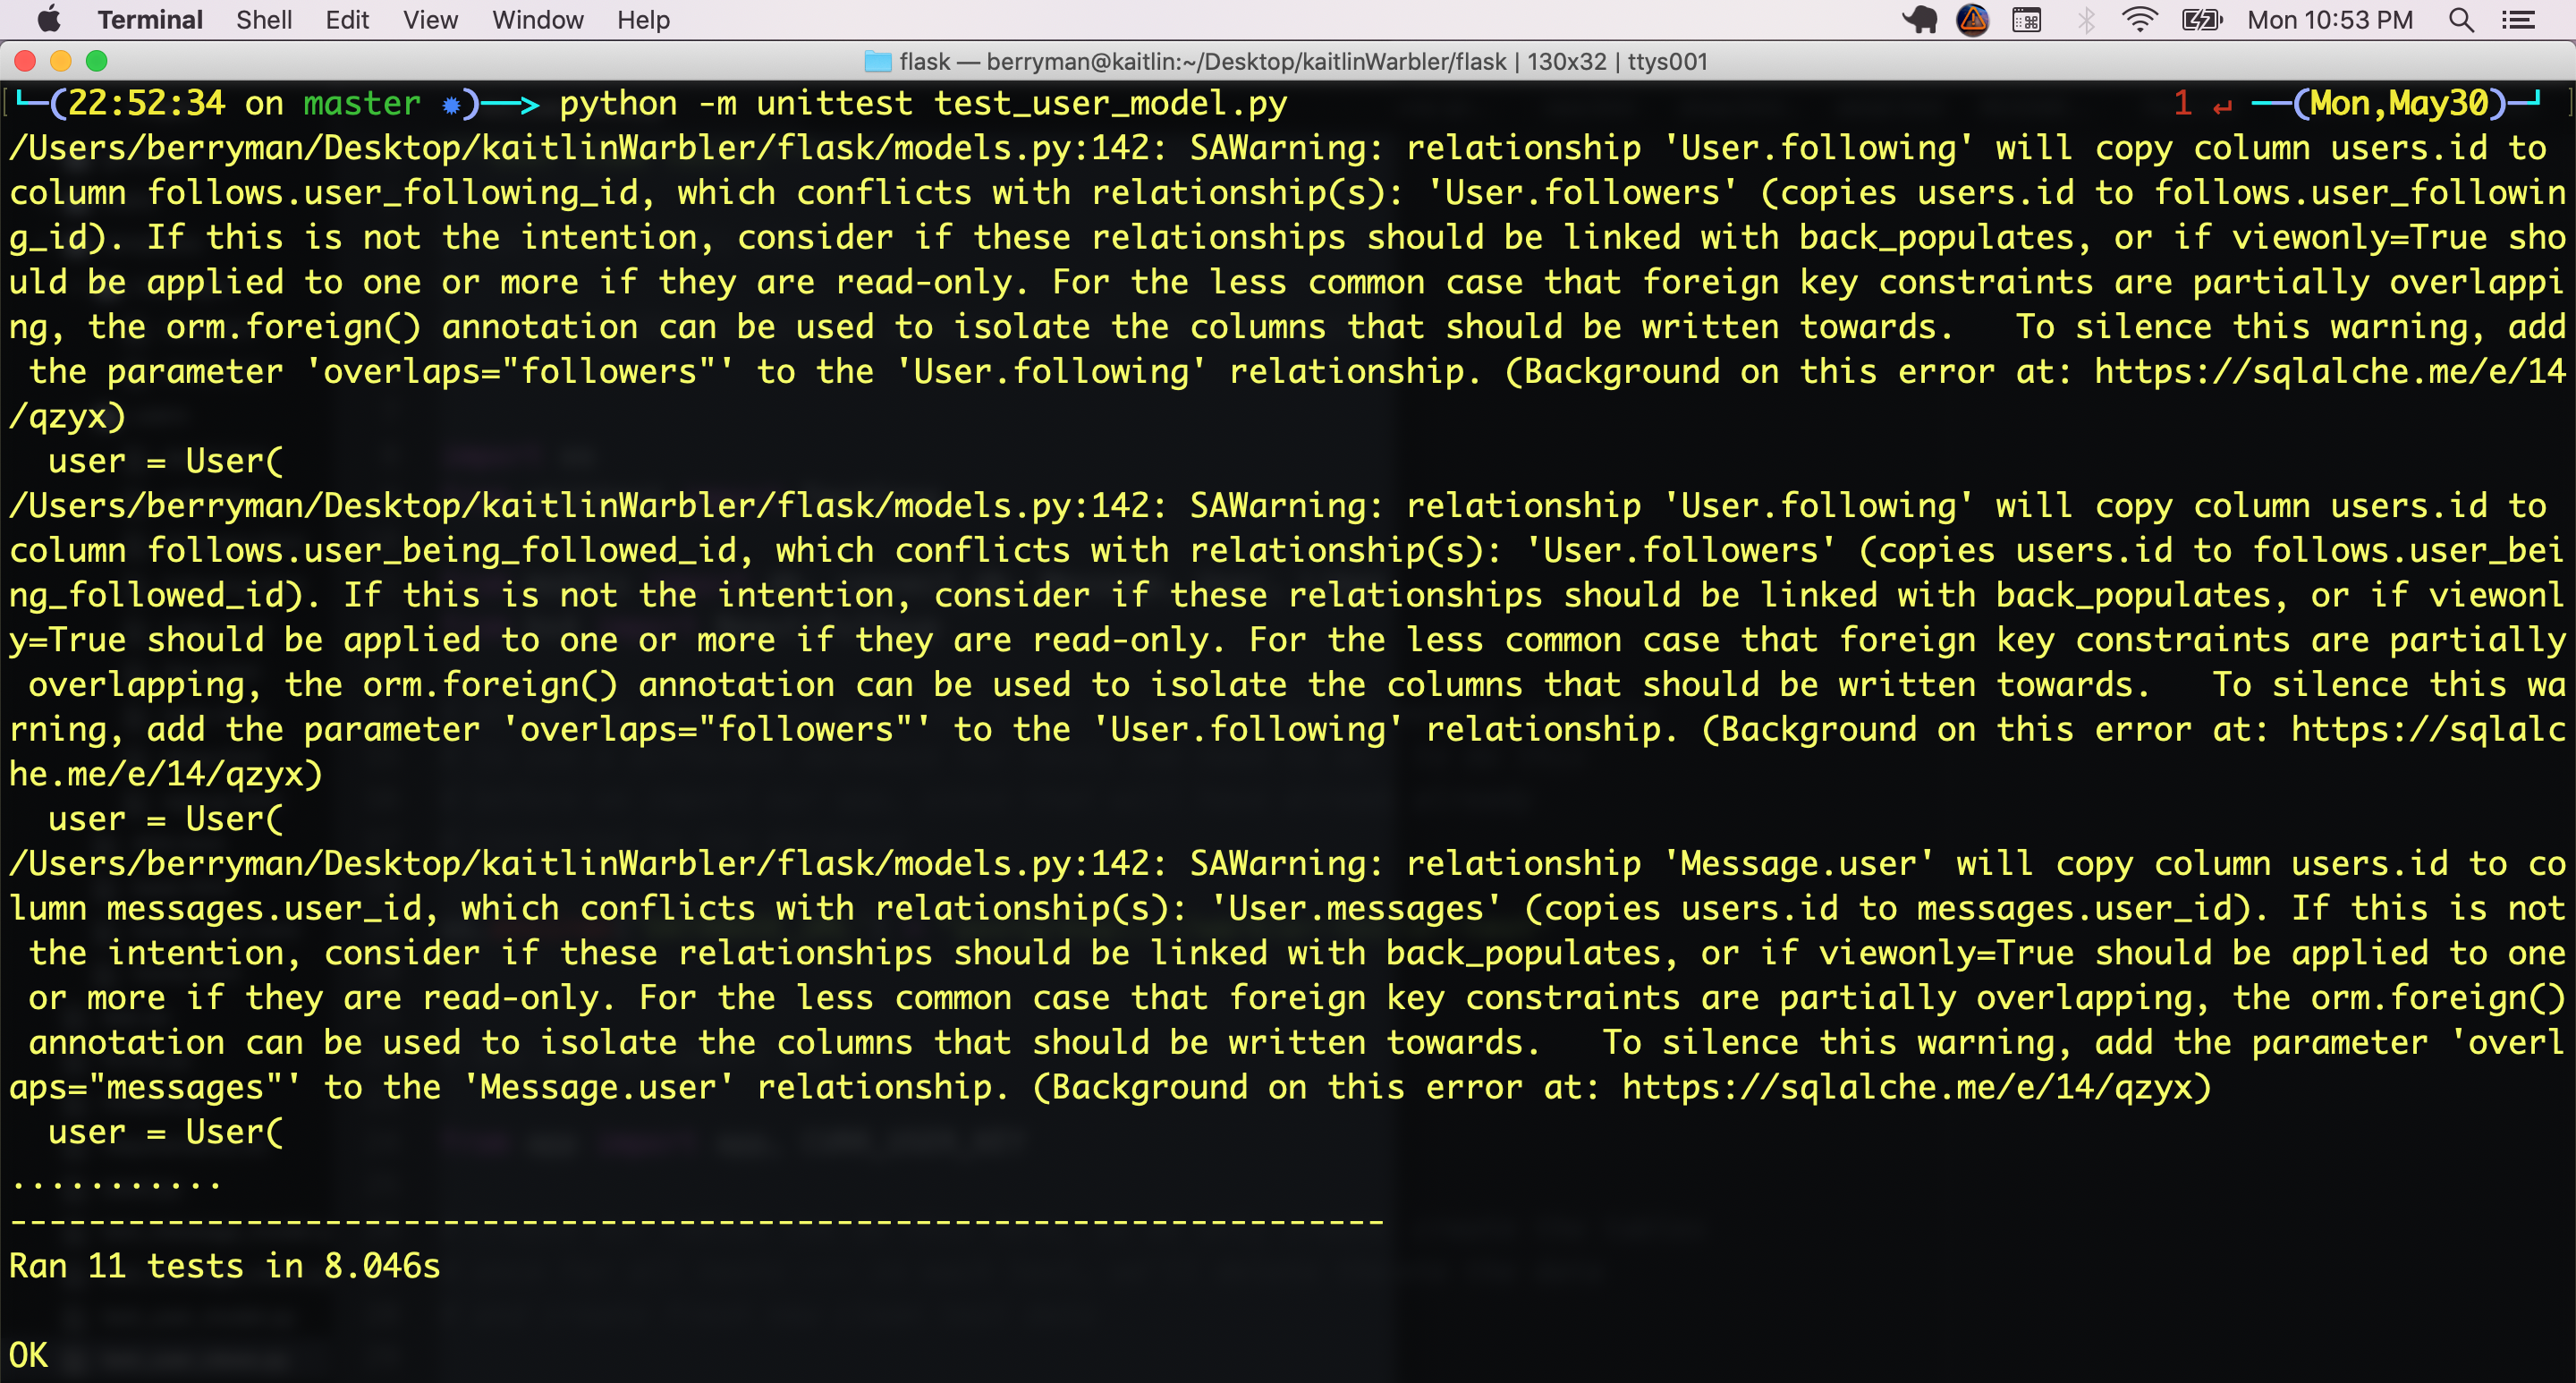 Terminal Shell Edit View Window Help Mon 10:53 PM
flask — berryman@kaitlin:~/Desktop/kaitlinWarbler/flask | 130x32 | ttys001
(22:52:34 on master ✹)──> python -m unittest test_user_model.py 1 ↵ ──(Mon,May30)─┘
/Users/berryman/Desktop/kaitlinWarbler/flask/models.py:142: SAWarning: relationship 'User.following' will copy column users.id to
column follows.user_following_id, which conflicts with relationship(s): 'User.followers' (copies users.id to follows.user_followin
g_id). If this is not the intention, consider if these relationships should be linked with back_populates, or if viewonly=True sho
uld be applied to one or more if they are read-only. For the less common case that foreign key constraints are partially overlappi
ng, the orm.foreign() annotation can be used to isolate the columns that should be written towards.   To silence this warning, add
 the parameter 'overlaps="followers"' to the 'User.following' relationship. (Background on this error at: https://sqlalche.me/e/14
/qzyx)
  user = User(
/Users/berryman/Desktop/kaitlinWarbler/flask/models.py:142: SAWarning: relationship 'User.following' will copy column users.id to
column follows.user_being_followed_id, which conflicts with relationship(s): 'User.followers' (copies users.id to follows.user_bei
ng_followed_id). If this is not the intention, consider if these relationships should be linked with back_populates, or if viewonl
y=True should be applied to one or more if they are read-only. For the less common case that foreign key constraints are partially
 overlapping, the orm.foreign() annotation can be used to isolate the columns that should be written towards.   To silence this wa
rning, add the parameter 'overlaps="followers"' to the 'User.following' relationship. (Background on this error at: https://sqlalc
he.me/e/14/qzyx)
  user = User(
/Users/berryman/Desktop/kaitlinWarbler/flask/models.py:142: SAWarning: relationship 'Message.user' will copy column users.id to co
lumn messages.user_id, which conflicts with relationship(s): 'User.messages' (copies users.id to messages.user_id). If this is not
 the intention, consider if these relationships should be linked with back_populates, or if viewonly=True should be applied to one
 or more if they are read-only. For the less common case that foreign key constraints are partially overlapping, the orm.foreign()
 annotation can be used to isolate the columns that should be written towards.   To silence this warning, add the parameter 'overl
aps="messages"' to the 'Message.user' relationship. (Background on this error at: https://sqlalche.me/e/14/qzyx)
  user = User(
...........
----------------------------------------------------------------------
Ran 11 tests in 8.046s
OK